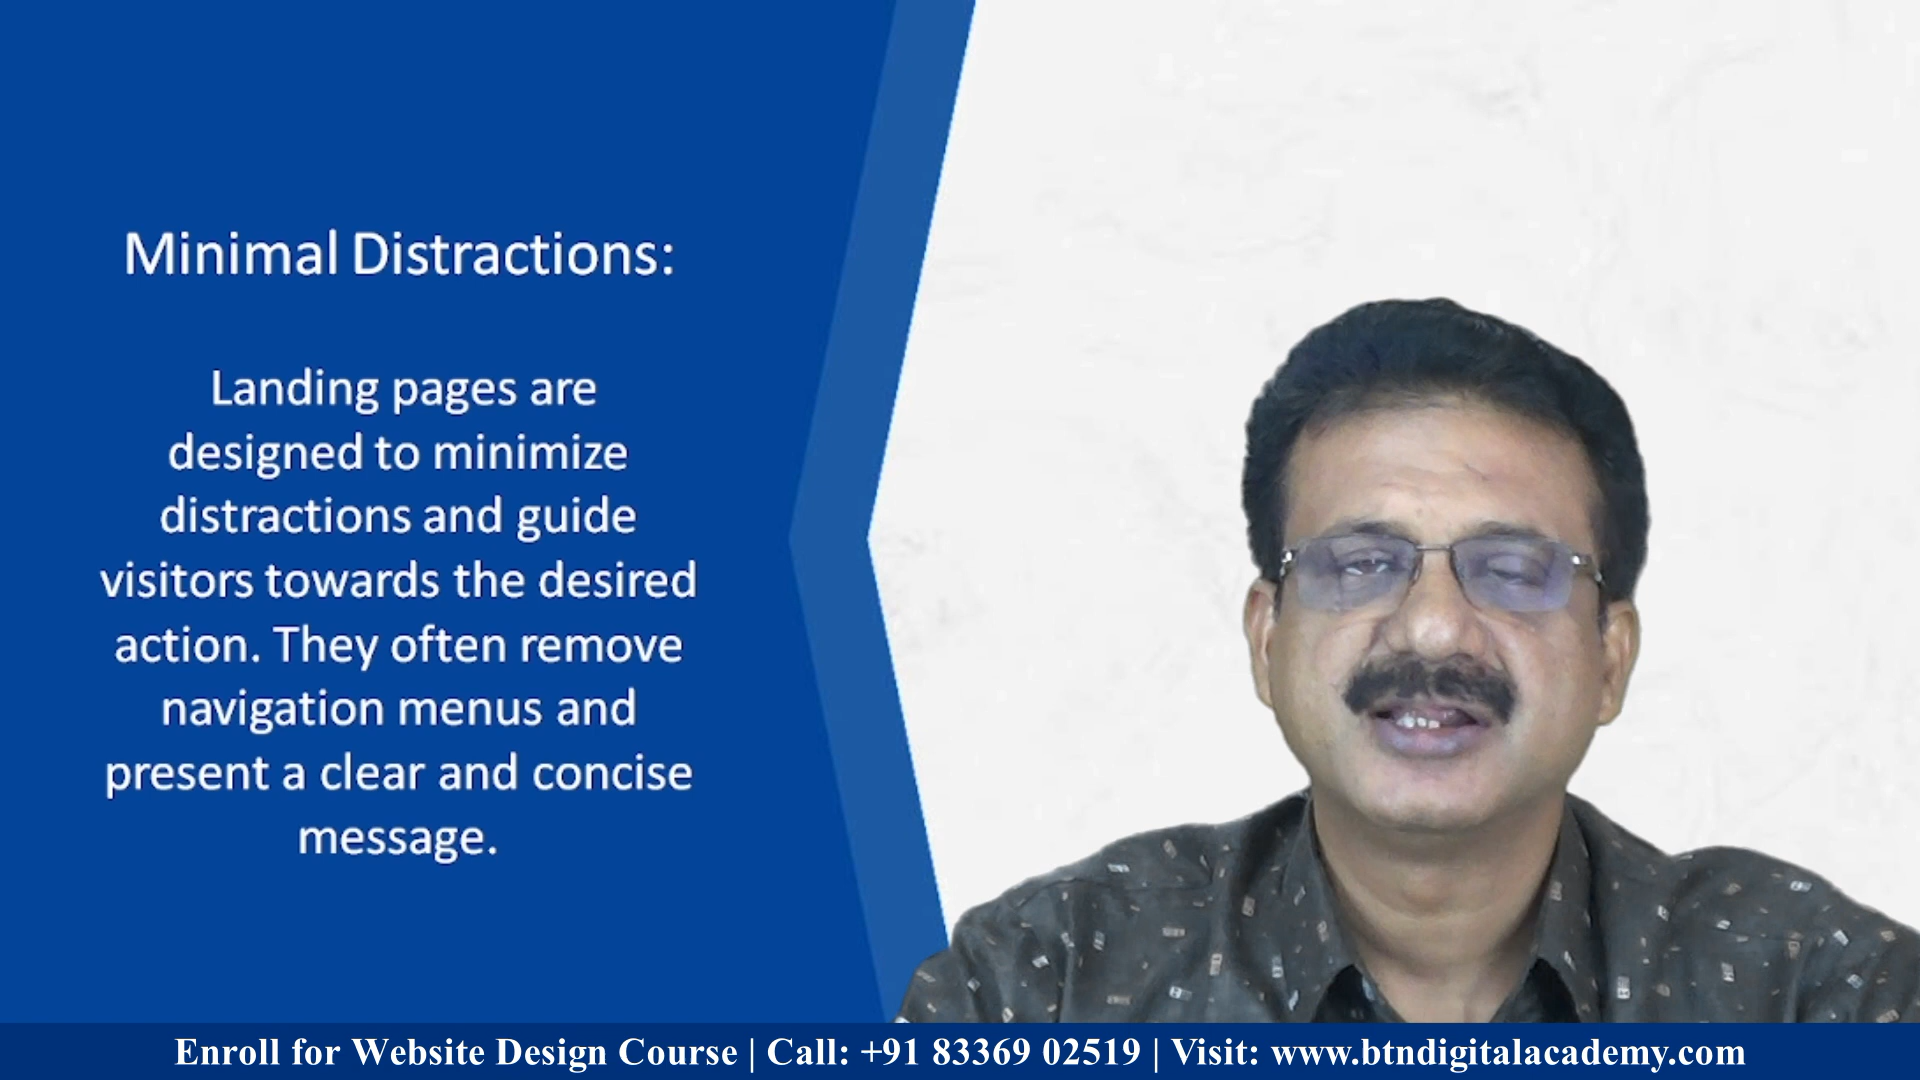 Minimal Distractions:
Landing pages are
designed to minimize
distractions and guide
visitors towards the desired
action. They often remove
navigation menus and
present a clear and concise
message.
Enroll for Website Design Course | Call: +91 83369 02519 | Visit: www.btndigitalacademy.com